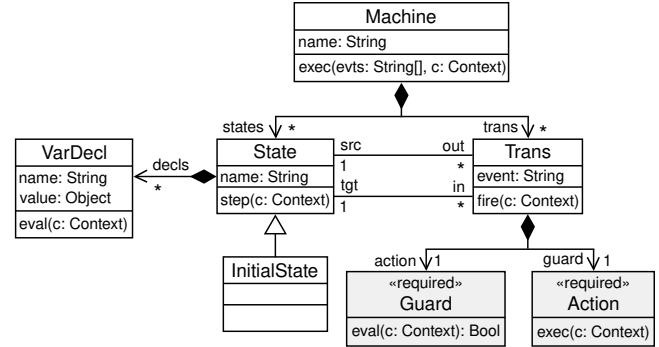 Machine
name: String
exec(evts: String[], c: Context)
states
*
trans
*
VarDecl
name: String
value: Object
eval(c: Context)
decls
*
State
name: String
step(c: Context)
src
1
out
*
tgt
1
in
*
Trans
event: String
fire(c: Context)
InitialState
action
1
guard
1
«required»
Guard
eval(c: Context): Bool
«required»
Action
exec(c: Context)